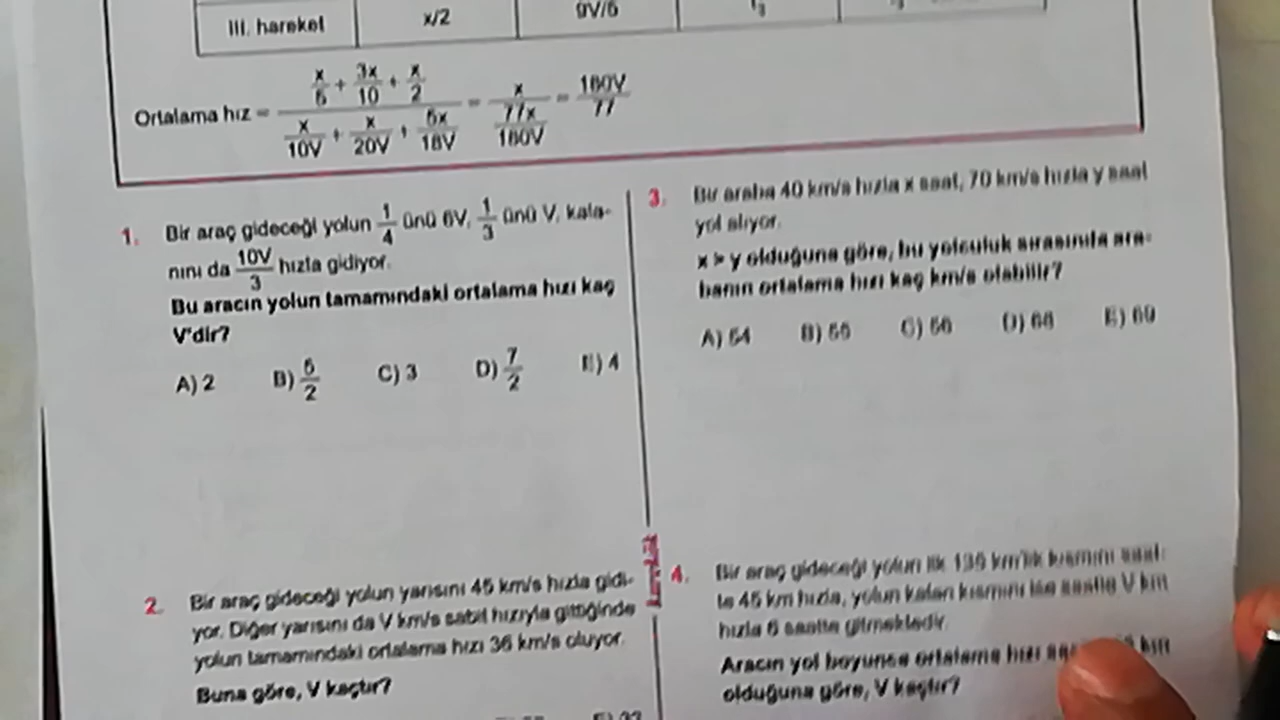 III. hareket x/2 9V/5 t₃
Ortalama hız = (x/5 + 3x/10 + x/2) / (x/10V + x/20V + 5x/18V) = x / (77x/180V) = 180V/77
1. Bir araç gideceği yolun 1/4 ünü 6V, 1/3 ünü V, kala-
nını da 10V/3 hızla gidiyor.
Bu aracın yolun tamamındaki ortalama hızı kaç
V'dir?
A) 2 B) 5/2 C) 3 D) 7/2 E) 4
2. Bir araç gideceği yolun yarısını 45 km/s hızla gidi-
yor. Diğer yarısını da V km/s sabit hızıyla gittiğinde
yolun tamamındaki ortalama hızı 36 km/s oluyor.
Buna göre, V kaçtır?
E) 32
3. Bir araba 40 km/s hızla x saat, 70 km/s hızla y saat
yol alıyor.
x > y olduğuna göre, bu yolculuk sırasında ara-
banın ortalama hızı kaç km/s olabilir?
A) 54 B) 55 C) 56 D) E)
4. Bir araç gideceği yolun ilk 135 km'lik kısmını saat-
te 45 km hızla, yolun kalan kısmını ise saatte V km
hızla 6 saatte gitmektedir.
Aracın yol boyunca ortalama hızı km
olduğuna göre, V kaçtır?